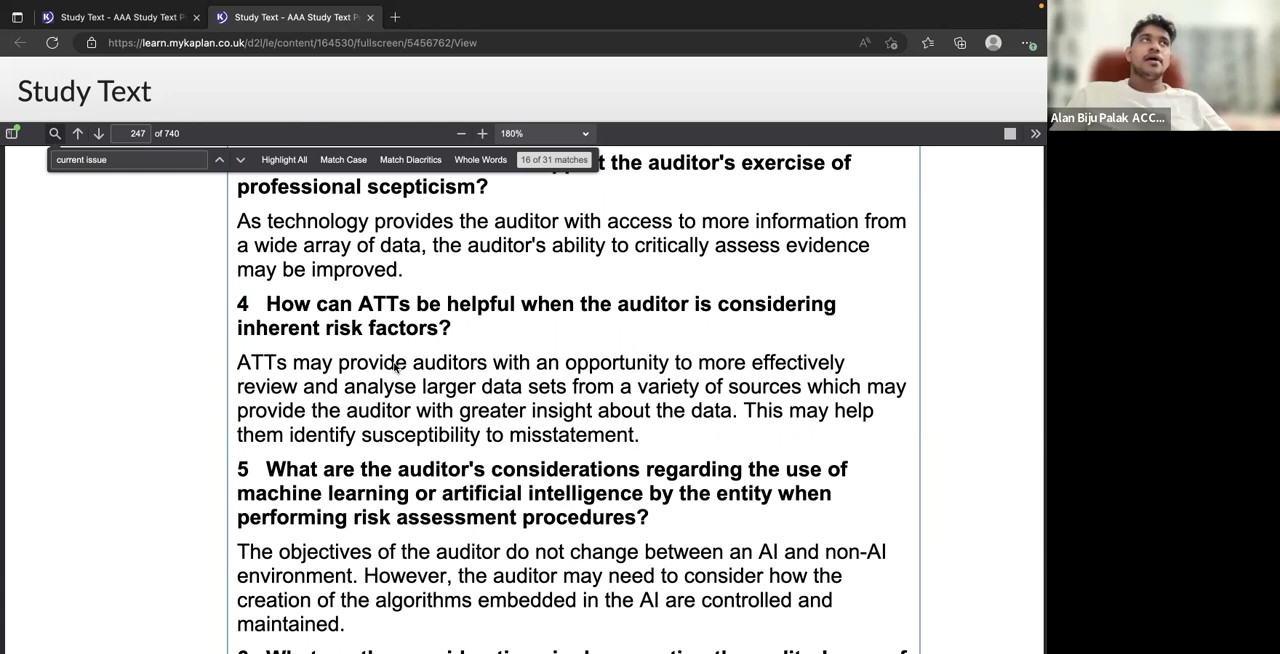 Study Text - AAA Study Text P
Study Text - AAA Study Text P
https://learn.mykaplan.co.uk/d2l/le/content/164530/fullscreen/5456762/View
Study Text
247 of 740
180%
current issue
Highlight All Match Case Match Diacritics Whole Words 16 of 31 matches
Alan Biju Palak ACC...
t the auditor's exercise of
professional scepticism?
As technology provides the auditor with access to more information from
a wide array of data, the auditor's ability to critically assess evidence
may be improved.
4 How can ATTs be helpful when the auditor is considering
inherent risk factors?
ATTs may provide auditors with an opportunity to more effectively
review and analyse larger data sets from a variety of sources which may
provide the auditor with greater insight about the data. This may help
them identify susceptibility to misstatement.
5 What are the auditor's considerations regarding the use of
machine learning or artificial intelligence by the entity when
performing risk assessment procedures?
The objectives of the auditor do not change between an AI and non-AI
environment. However, the auditor may need to consider how the
creation of the algorithms embedded in the AI are controlled and
maintained.